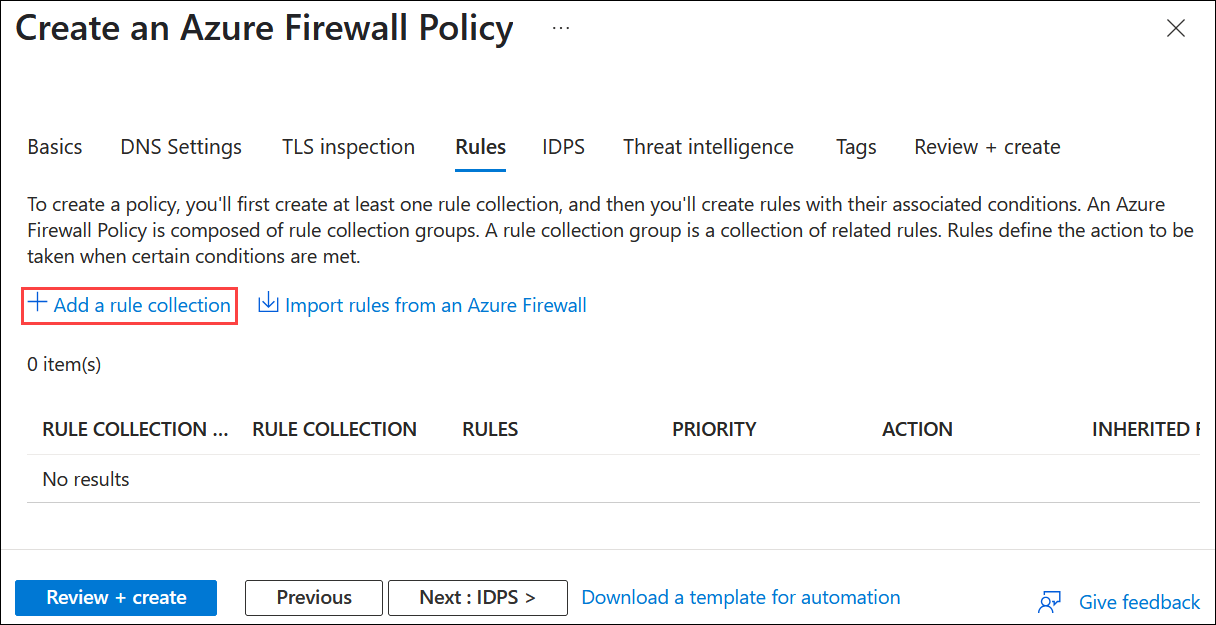 Create an Azure Firewall Policy ...
Basics DNS Settings TLS inspection Rules IDPS Threat intelligence Tags Review + create
To create a policy, you'll first create at least one rule collection, and then you'll create rules with their associated conditions. An Azure
Firewall Policy is composed of rule collection groups. A rule collection group is a collection of related rules. Rules define the action to be
taken when certain conditions are met.
+ Add a rule collection Import rules from an Azure Firewall
0 item(s)
RULE COLLECTION ... RULE COLLECTION RULES PRIORITY ACTION INHERITED
No results
Review + create Previous Next : IDPS > Download a template for automation Give feedback